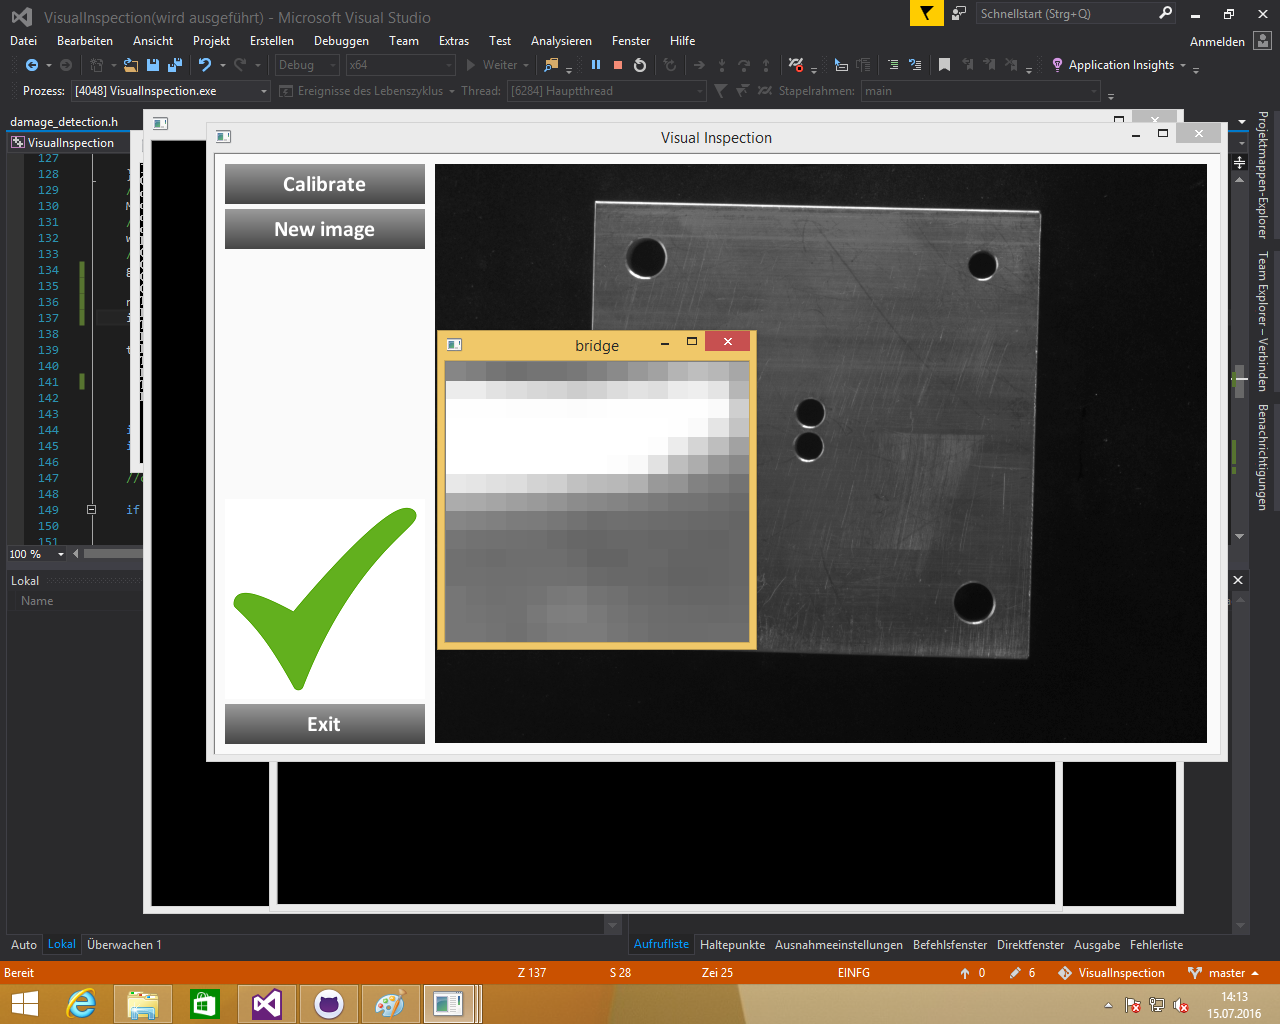 VisualInspection(wird ausgeführt) - Microsoft Visual Studio
Schnellstart (Strg+Q)
Datei Bearbeiten Ansicht Projekt Erstellen Debuggen Team Extras Test Analysieren Fenster Hilfe
Anmelden
Debug x64 Weiter Application Insights
Prozess: [4048] VisualInspection.exe Ereignisse des Lebenszyklus Thread: [6284] Hauptthread Stapelrahmen: main
damage_detection.h
VisualInspection
Visual Inspection
Calibrate
New image
bridge
Exit
127
128
129
130
131
132
133
134
135
136
137
138
139
140
141
142
143
144
145
146
147
148
149 if
150
151
100 %
Projektmappen-Explorer
Team Explorer – Verbinden
Benachrichtigungen
Lokal
Name
Auto Lokal Überwachen 1
Aufrufliste Haltepunkte Ausnahmeeinstellungen Befehlsfenster Direktfenster Ausgabe Fehlerliste
Bereit Z 137 S 28 Zei 25 EINFG 0 6 VisualInspection master
14:13
15.07.2016